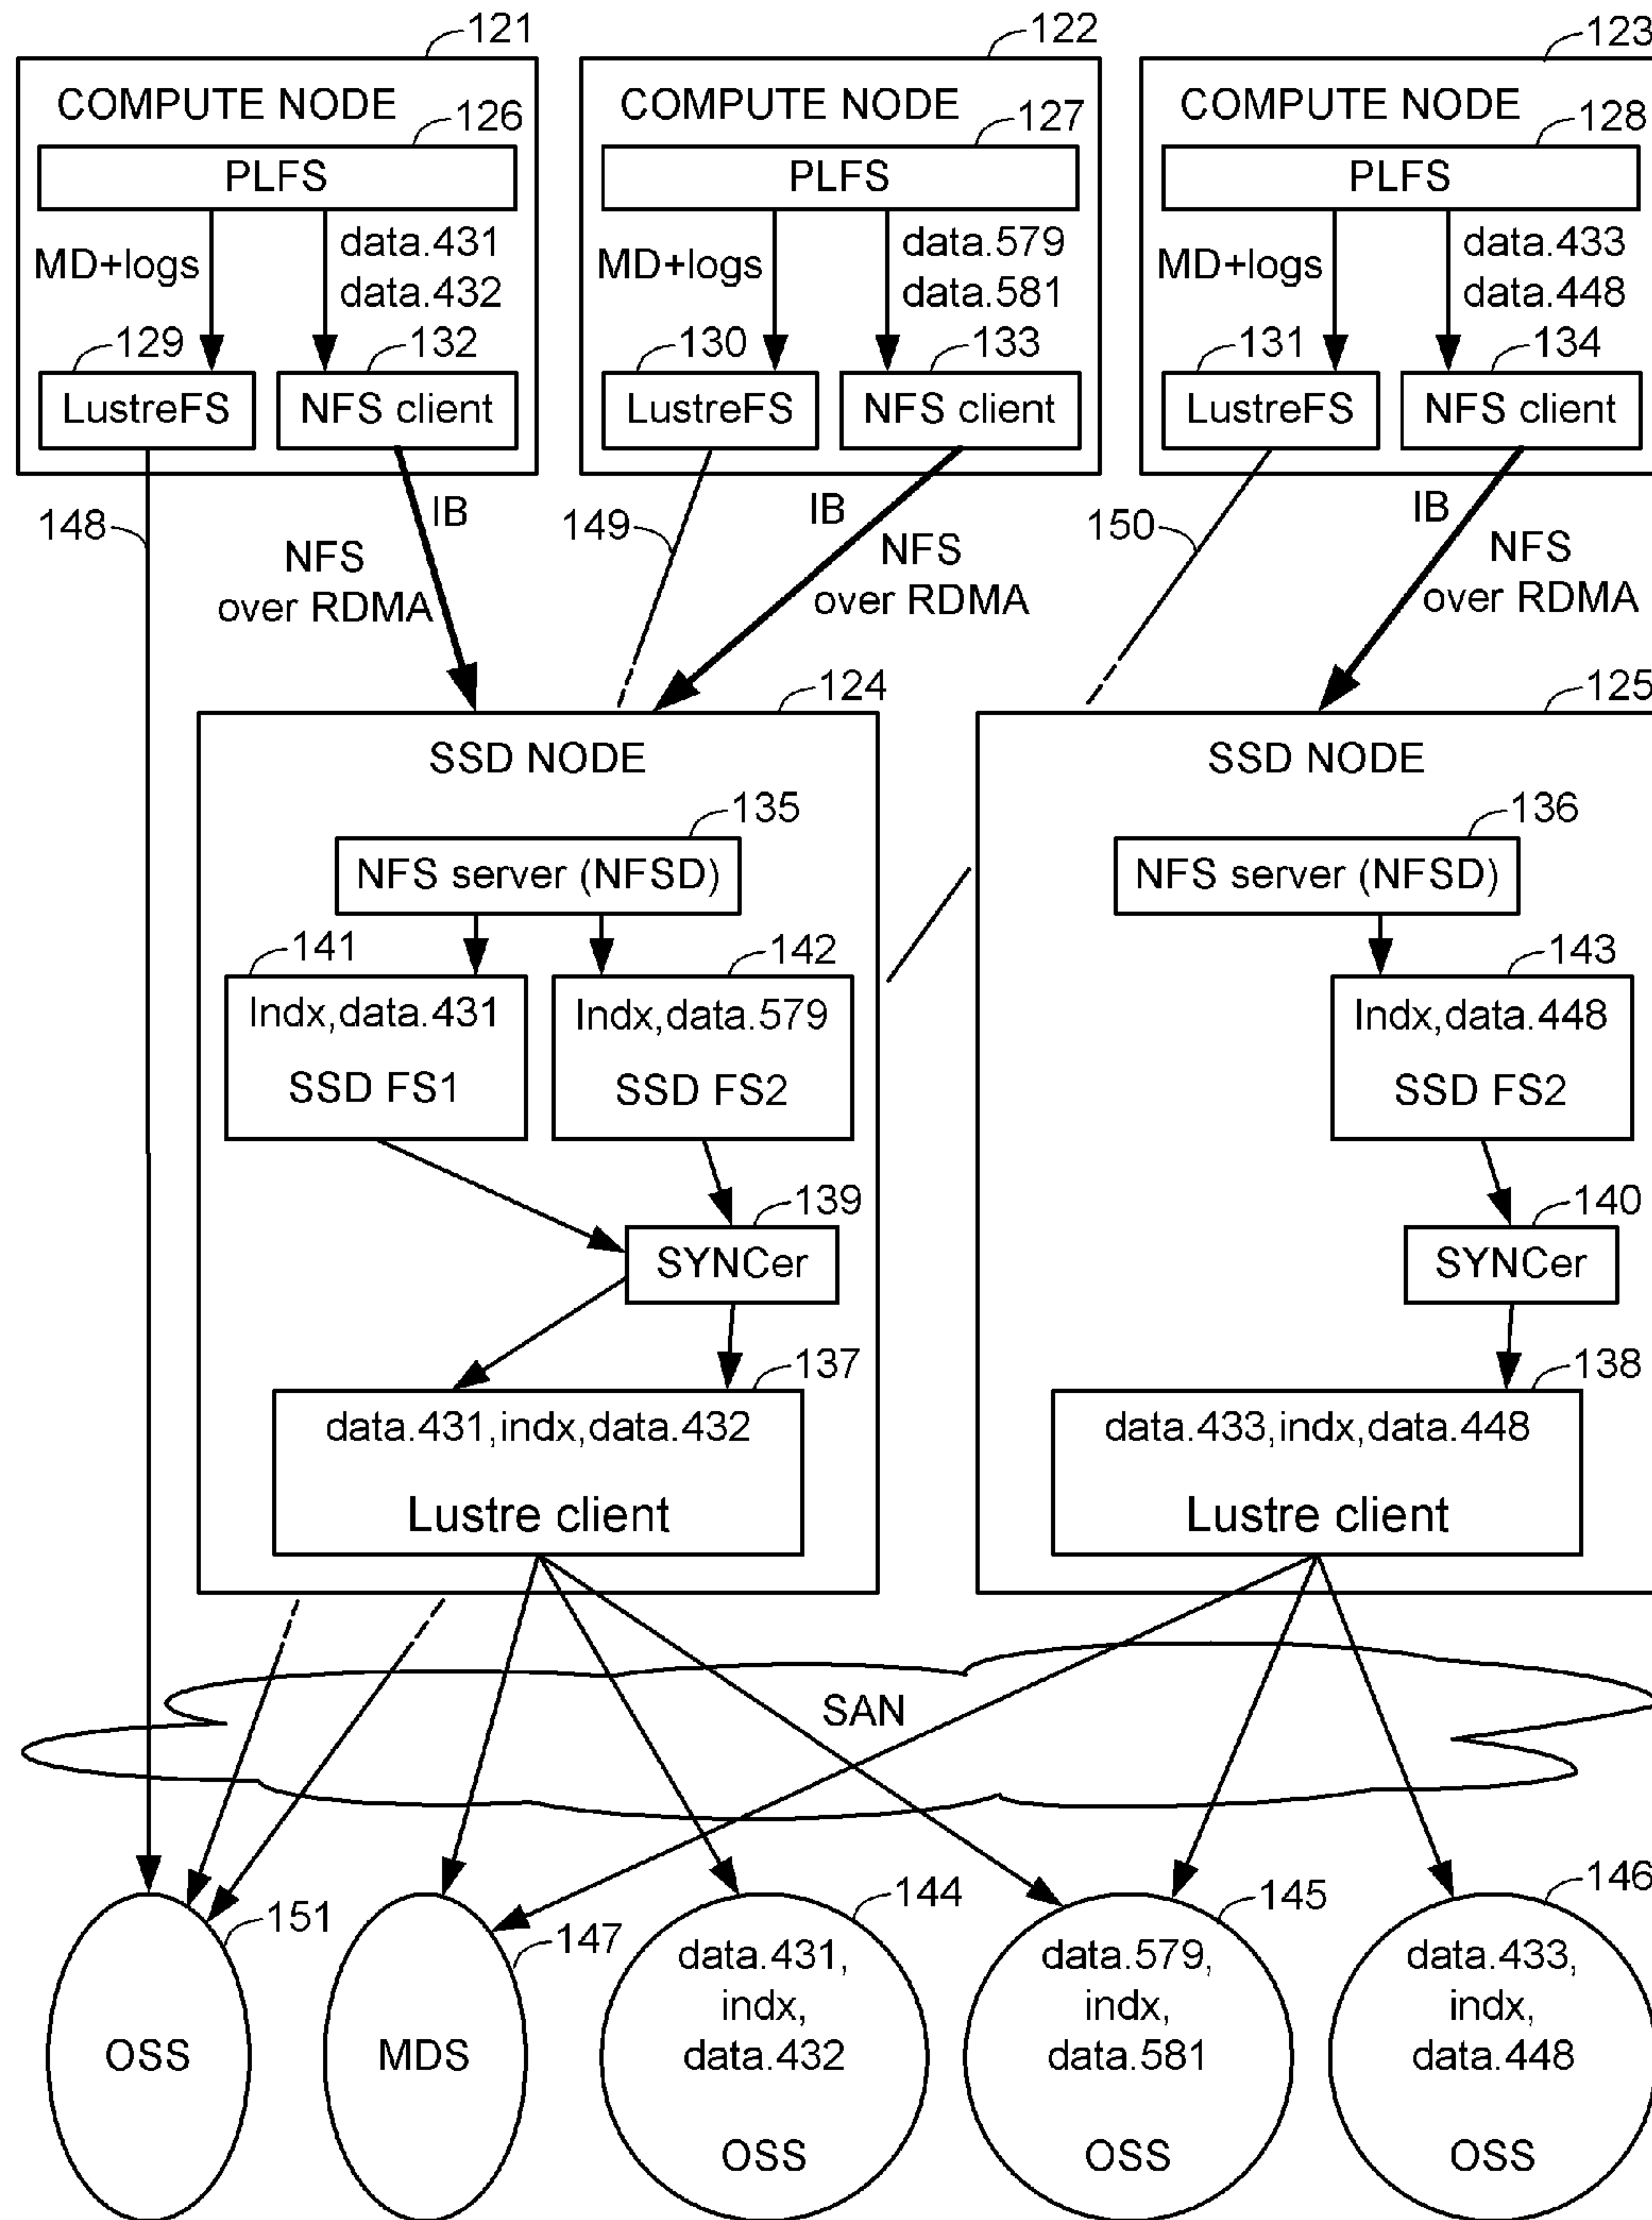 121
122
123
COMPUTE NODE
COMPUTE NODE
COMPUTE NODE
126
127
128
PLFS
PLFS
PLFS
MD+logs
data.431
data.432
MD+logs
data.579
data.581
MD+logs
data.433
data.448
129
132
130
133
131
134
LustreFS
NFS client
LustreFS
NFS client
LustreFS
NFS client
148
IB
NFS
over RDMA
149
IB
NFS
over RDMA
150
IB
NFS
over RDMA
124
125
SSD NODE
SSD NODE
135
136
NFS server (NFSD)
NFS server (NFSD)
141
142
143
Indx,data.431
SSD FS1
Indx,data.579
SSD FS2
Indx,data.448
SSD FS2
139
140
SYNCer
SYNCer
137
138
data.431,indx,data.432
Lustre client
data.433,indx,data.448
Lustre client
SAN
151
147
144
145
146
OSS
MDS
data.431,
indx,
data.432
OSS
data.579,
indx,
data.581
OSS
data.433,
indx,
data.448
OSS